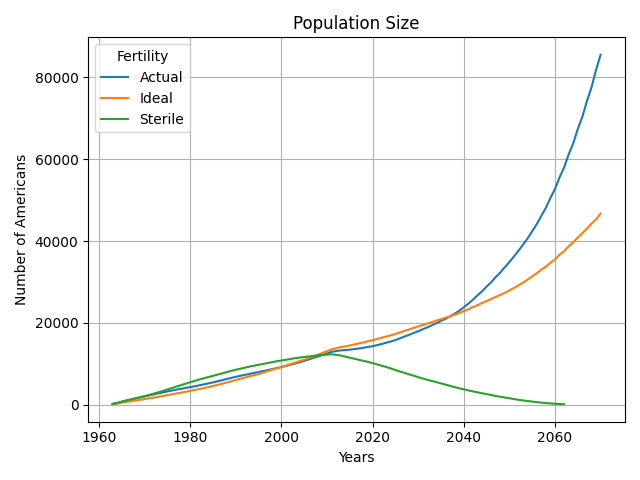 Population Size
Fertility
Actual
Ideal
Sterile
Number of Americans
80000
60000
40000
20000
0
1960 1980 2000 2020 2040 2060
Years